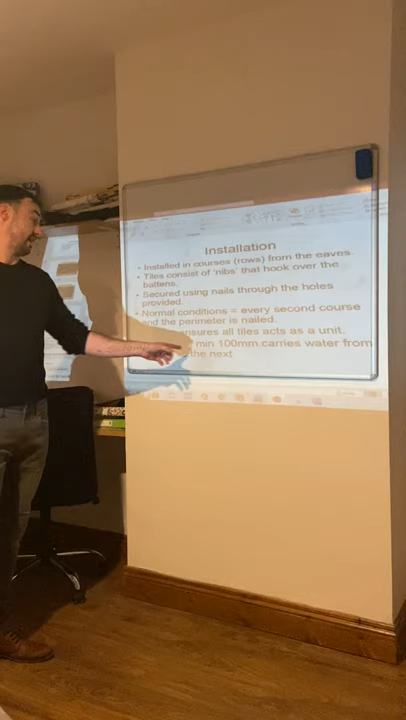 Installation
• Installed in courses (rows) from the eaves.
• Tiles consist of 'nibs' that hook over the
battens.
• Secured using nails through the holes
provided.
• Normal conditions = every second course
and the perimeter is nailed.
ensures all tiles acts as a unit.
min 100mm carries water from
the next